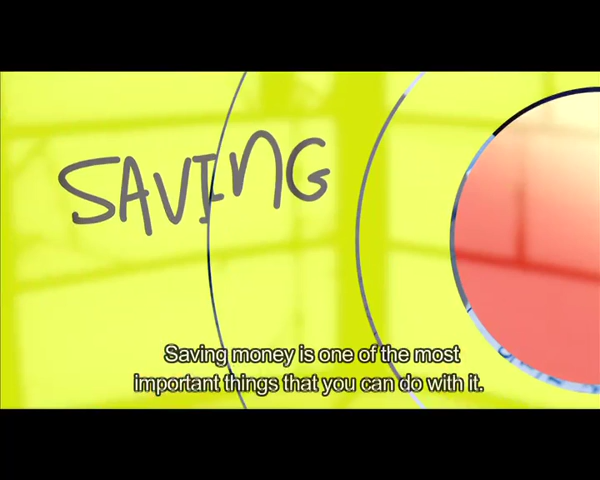 SAVING
Saving money is one of the most
important things that you can do with it.